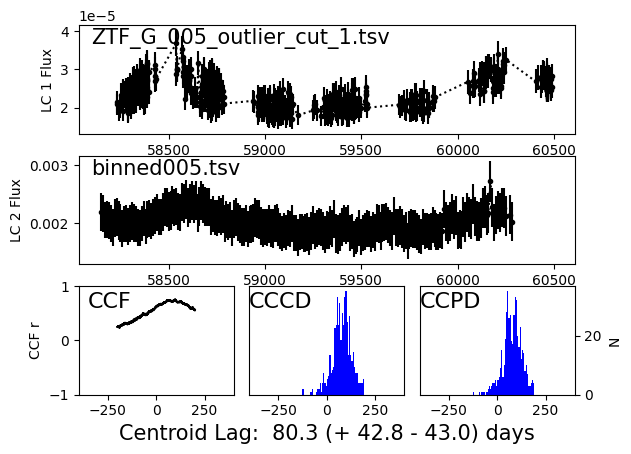 1e−5
ZTF_G_005_outlier_cut_1.tsv
LC 1 Flux
4
3
2
58500 59000 59500 60000 60500
binned005.tsv
LC 2 Flux
0.003
0.002
58500 59000 59500 60000 60500
CCF CCCD CCPD
CCF r
1
0
−1
20
0
N
−250 0 250 −250 0 250 −250 0 250
Centroid Lag: 80.3 (+ 42.8 - 43.0) days